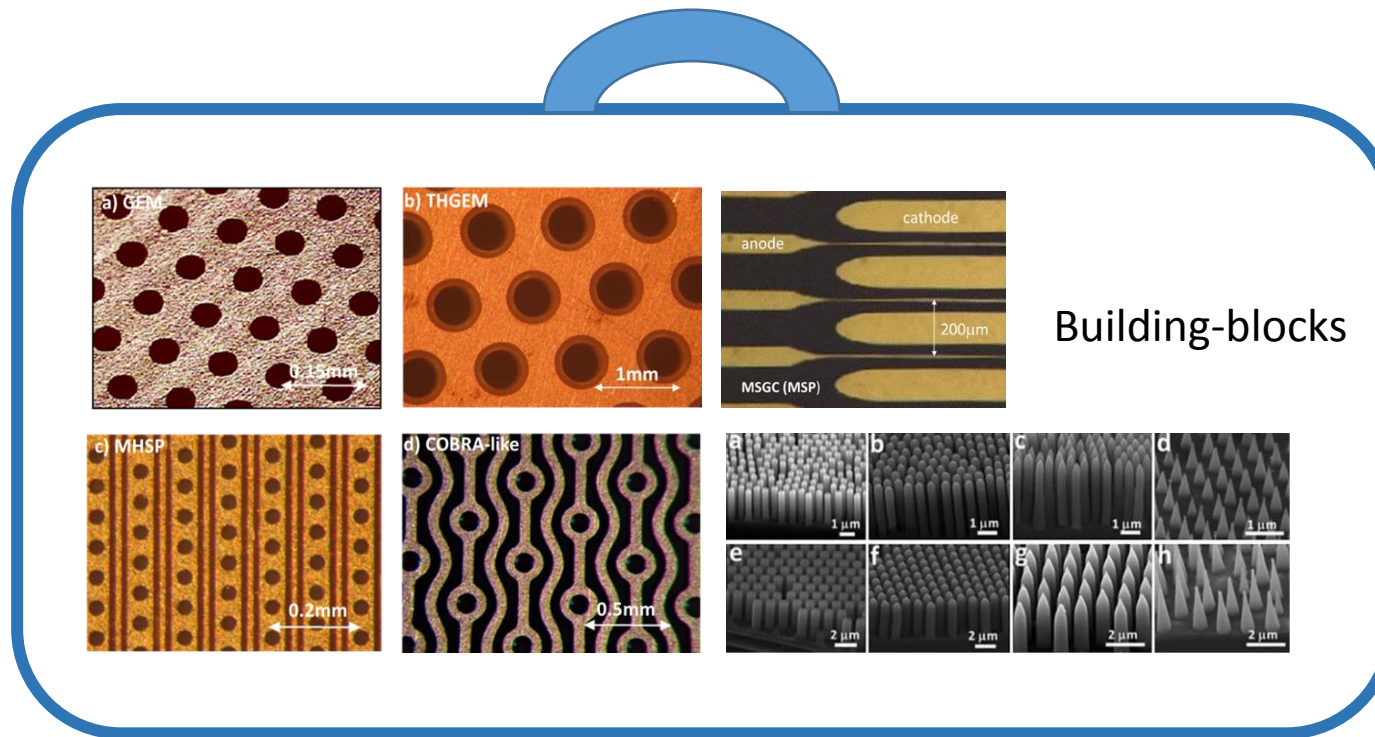 a) GEM
0.15mm
b) THGEM
1mm
cathode
anode
200μm
MSGC (MSP)
Building-blocks
c) MHSP
0.2mm
d) COBRA-like
0.5mm
a
1 μm
b
1 μm
c
1 μm
d
1 μm
e
2 μm
f
2 μm
g
2 μm
h
2 μm